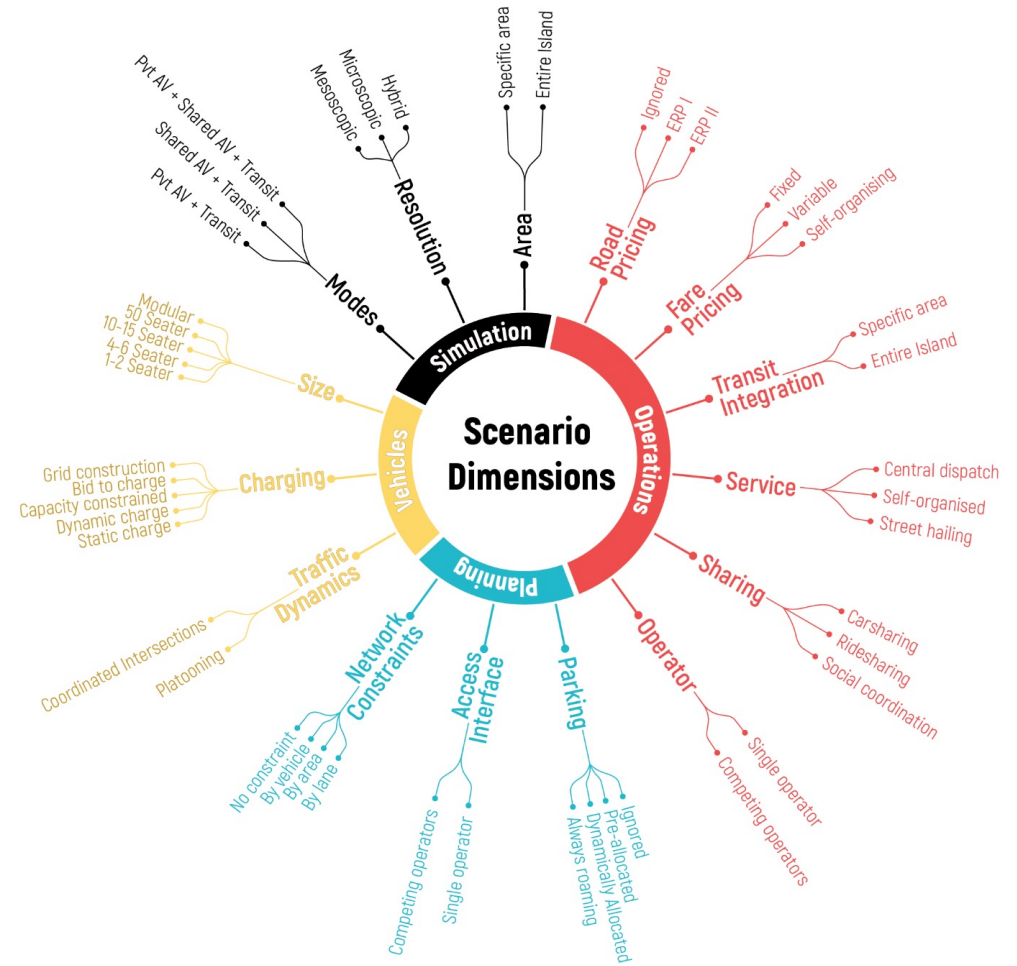 Scenario
Dimensions
Simulation
Area
Specific area
Entire Island
Resolution
Mesoscopic
Microscopic
Hybrid
Modes
Pvt AV + Shared AV + Transit
Shared AV + Transit
Pvt AV + Transit
Operations
Road
Pricing
Ignored
ERP I
ERP II
Fare
Pricing
Fixed
Variable
Self-organising
Transit
Integration
Specific area
Entire Island
Service
Central dispatch
Self-organised
Street hailing
Sharing
Carsharing
Ridesharing
Social coordination
Operator
Single operator
Competing operators
Planning
Parking
Ignored
Pre-allocated
Dynamically Allocated
Always roaming
Access
Interface
Competing operators
Single operator
Network
Constraints
No constraint
By vehicle
By area
By lane
Vehicles
Traffic
Dynamics
Coordinated Intersections
Platooning
Charging
Grid construction
Bid to charge
Capacity constrained
Dynamic charge
Static charge
Size
Modular
50 Seater
10-15 Seater
4-6 Seater
1-2 Seater